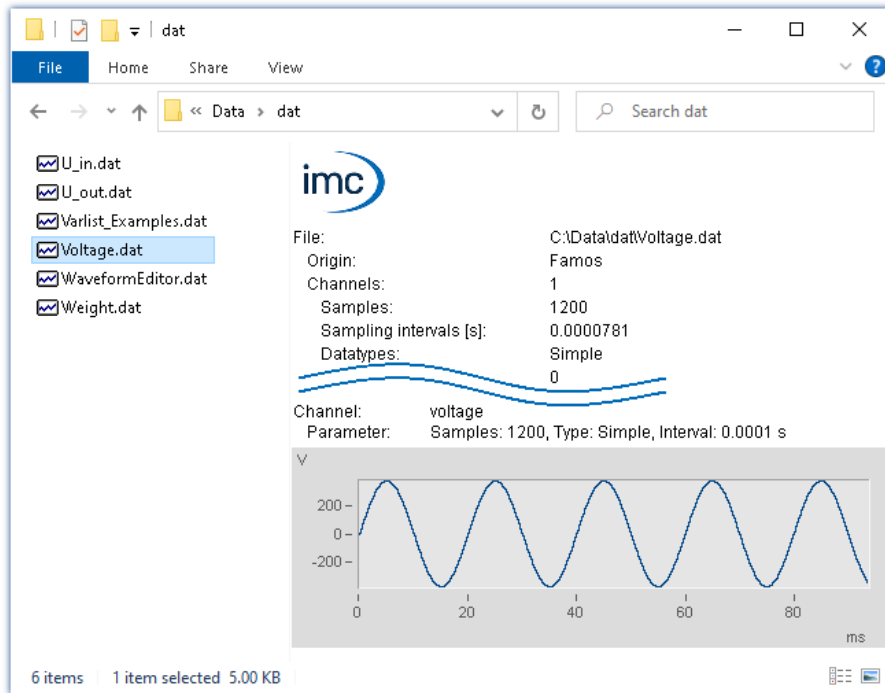 dat
File Home Share View
« Data > dat Search dat
U_in.dat
U_out.dat
Varlist_Examples.dat
Voltage.dat
WaveformEditor.dat
Weight.dat
imc
File: C:\Data\dat\Voltage.dat
Origin: Famos
Channels: 1
Samples: 1200
Sampling intervals [s]: 0.0000781
Datatypes: Simple
0
Channel: voltage
Parameter: Samples: 1200, Type: Simple, Interval: 0.0001 s
V
200
0
-200
0 20 40 60 80
ms
6 items 1 item selected 5.00 KB